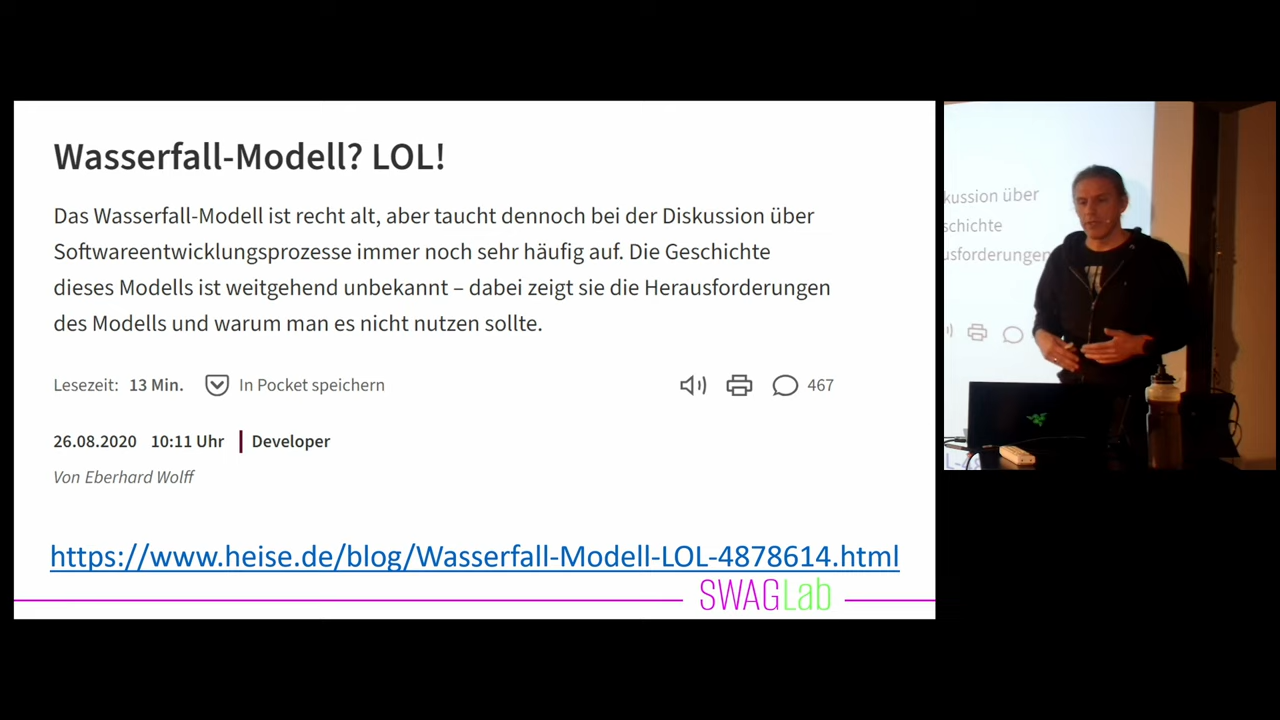 Wasserfall-Modell? LOL!
Das Wasserfall-Modell ist recht alt, aber taucht dennoch bei der Diskussion über
Softwareentwicklungsprozesse immer noch sehr häufig auf. Die Geschichte
dieses Modells ist weitgehend unbekannt – dabei zeigt sie die Herausforderungen
des Modells und warum man es nicht nutzen sollte.
Lesezeit: 13 Min. In Pocket speichern 467
26.08.2020 10:11 Uhr Developer
Von Eberhard Wolff
https://www.heise.de/blog/Wasserfall-Modell-LOL-4878614.html
SWAGLab
kussion über
schichte
usforderungen
L-48